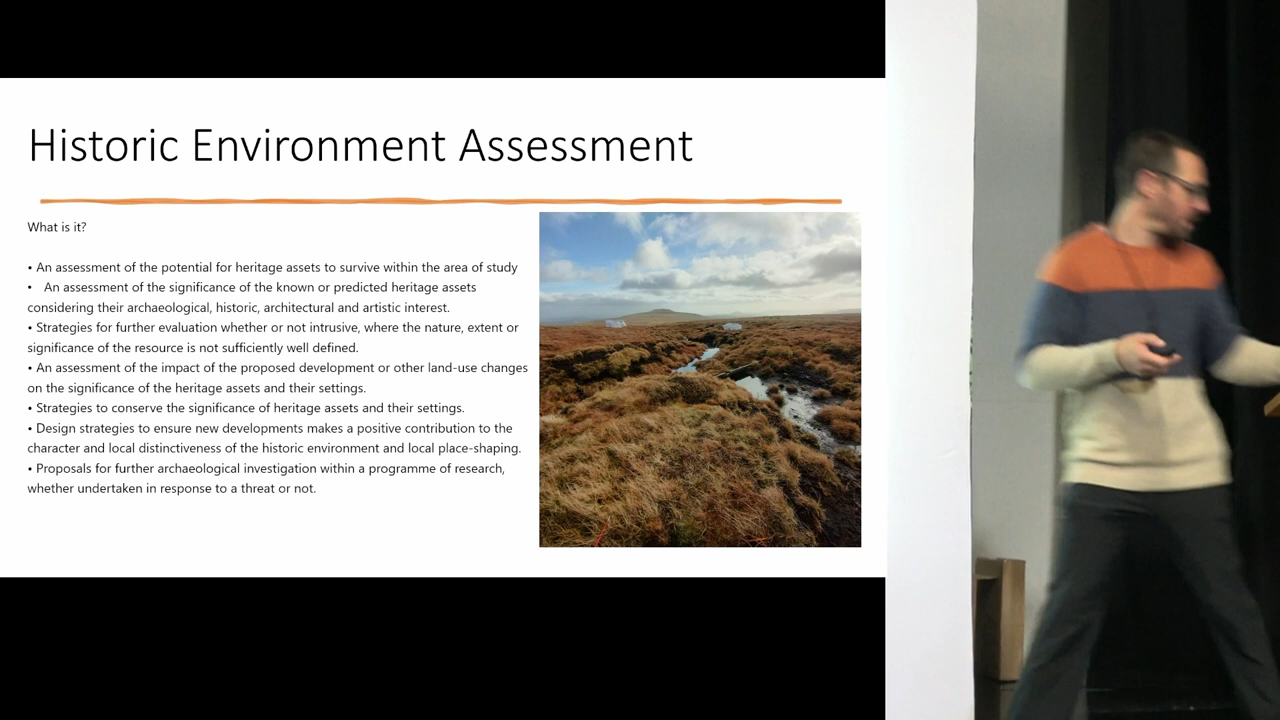 Historic Environment Assessment
What is it?
• An assessment of the potential for heritage assets to survive within the area of study
• An assessment of the significance of the known or predicted heritage assets
considering their archaeological, historic, architectural and artistic interest.
• Strategies for further evaluation whether or not intrusive, where the nature, extent or
significance of the resource is not sufficiently well defined.
• An assessment of the impact of the proposed development or other land-use changes
on the significance of the heritage assets and their settings.
• Strategies to conserve the significance of heritage assets and their settings.
• Design strategies to ensure new developments makes a positive contribution to the
character and local distinctiveness of the historic environment and local place-shaping.
• Proposals for further archaeological investigation within a programme of research,
whether undertaken in response to a threat or not.